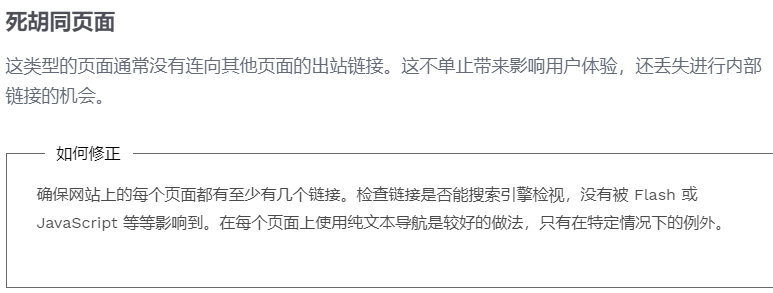 死胡同页面
这类型的页面通常没有连向其他页面的出站链接。这不单止带来影响用户体验，还丢失进行内部
链接的机会。
如何修正
确保网站上的每个页面都有至少有几个链接。检查链接是否能搜索引擎检视，没有被 Flash 或
JavaScript 等等影响到。在每个页面上使用纯文本导航是较好的做法，只有在特定情况下的例外。